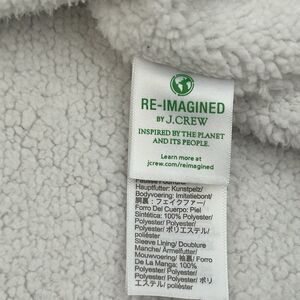 RE-IMAGINED
BY J.CREW
INSPIRED BY THE PLANET
AND ITS PEOPLE.
Learn more at
jcrew.com/reimagined
Hauptfutter: Kunstpelz/
Bodyvoering: Imitatiebont/
胴裏: フェイクファー/
Forro Del Cuerpo: Piel
Sintética: 100% Polyester/
Polyester/ Polyester/
Polyester/ ポリエステル/
poliéster
Sleeve Lining/ Doublure
Manche/ Ärmelfutter/
Mouwvoering/ 袖裏/ Forro
De La Manga: 100%
Polyester/ Polyester/
Polyester/ Polyester/ ポリ
エステル/ poliéster